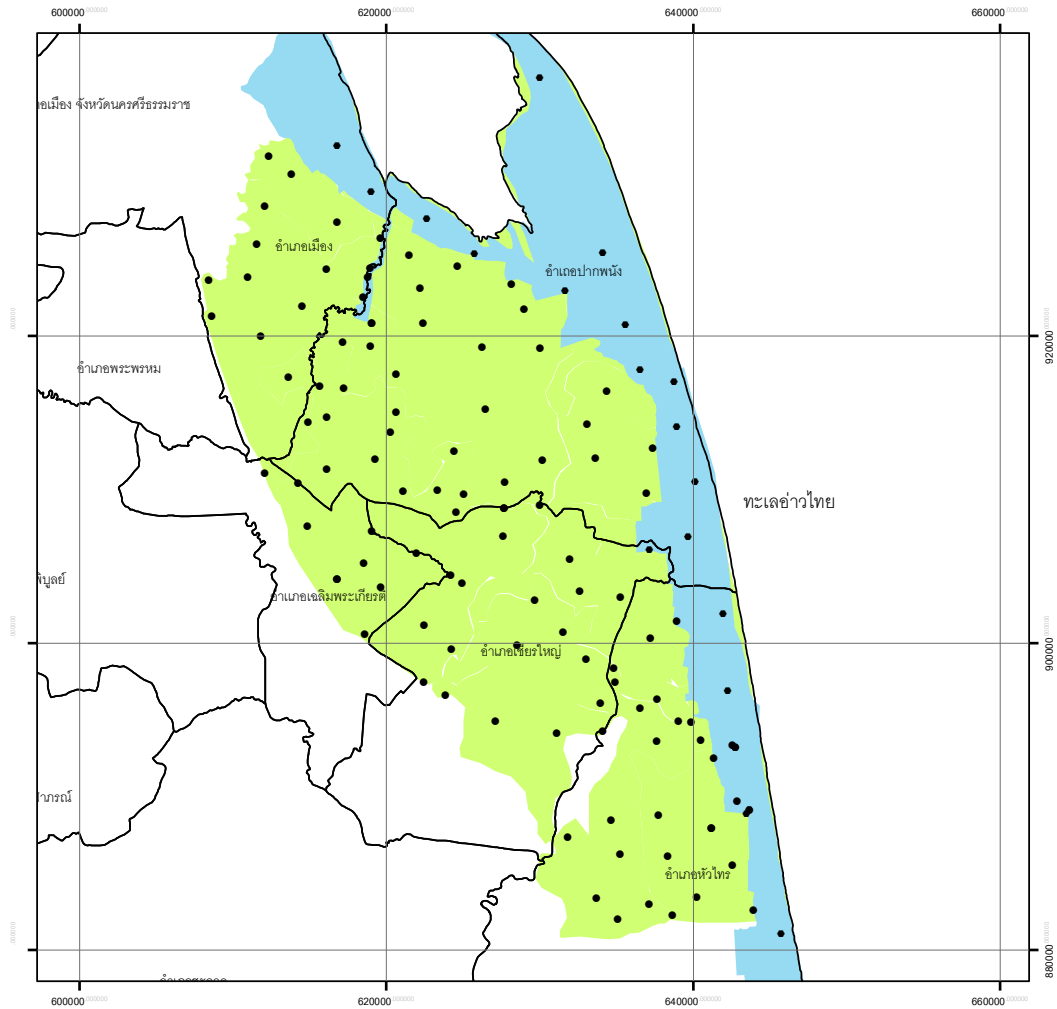 600000 620000 640000 660000
อเมือง จังหวัดนครศรีธรรมราช
อำเภอเมือง
อำเถอปากพนัง
920000
อำเภอพระพรหม
ทะเลอ่าวไทย
พิบูลย์
อำแภอเฉลิมพระเกียรติ
900000
อำเภอเชียรใหญ่
าภรณ์
อำเภอหัวไทร
880000
600000 620000 640000 660000